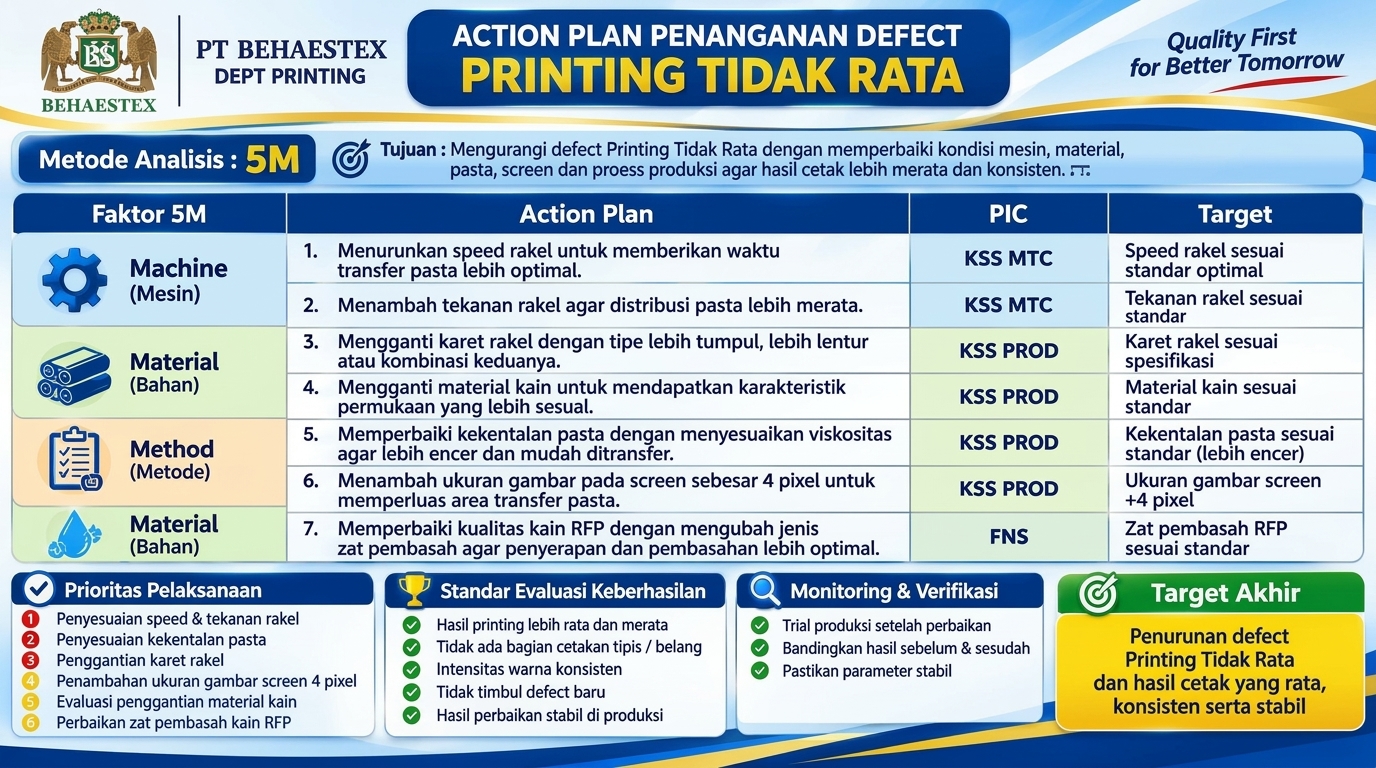 BHS
BEHAESTEX
PT BEHAESTEX
DEPT PRINTING
ACTION PLAN PENANGANAN DEFECT
PRINTING TIDAK RATA
Quality First
for Better Tomorrow
Metode Analisis : 5M
Tujuan : Mengurangi defect Printing Tidak Rata dengan memperbaiki kondisi mesin, material,
pasta, screen dan proess produksi agar hasil cetak lebih merata dan konsisten.
Faktor 5M
Action Plan
PIC
Target
Machine
(Mesin)
1. Menurunkan speed rakel untuk memberikan waktu
transfer pasta lebih optimal.
KSS MTC
Speed rakel sesuai
standar optimal
2. Menambah tekanan rakel agar distribusi pasta lebih merata.
KSS MTC
Tekanan rakel sesuai
standar
Material
(Bahan)
3. Mengganti karet rakel dengan tipe lebih tumpul, lebih lentur
atau kombinasi keduanya.
KSS PROD
Karet rakel sesuai
spesifikasi
4. Mengganti material kain untuk mendapatkan karakteristik
permukaan yang lebih sesual.
KSS PROD
Material kain sesuai
standar
Method
(Metode)
5. Memperbaiki kekentalan pasta dengan menyesuaikan viskositas
agar lebih encer dan mudah ditransfer.
KSS PROD
Kekentalan pasta sesuai
standar (lebih encer)
6. Menambah ukuran gambar pada screen sebesar 4 pixel untuk
memperluas area transfer pasta.
KSS PROD
Ukuran gambar screen
+4 pixel
Material
(Bahan)
7. Memperbaiki kualitas kain RFP dengan mengubah jenis
zat pembasah agar penyerapan dan pembasahan lebih optimal.
FNS
Zat pembasah RFP
sesuai standar
Prioritas Pelaksanaan
1 Penyesuaian speed & tekanan rakel
2 Penyesuaian kekentalan pasta
3 Penggantian karet rakel
4 Penambahan ukuran gambar screen 4 pixel
5 Evaluasi penggantian material kain
6 Perbaikan zat pembasah kain RFP
Standar Evaluasi Keberhasilan
Hasil printing lebih rata dan merata
Tidak ada bagian cetakan tipis / belang
Intensitas warna konsisten
Tidak timbul defect baru
Hasil perbaikan stabil di produksi
Monitoring & Verifikasi
Trial produksi setelah perbaikan
Bandingkan hasil sebelum & sesudah
Pastikan parameter stabil
Target Akhir
Penurunan defect
Printing Tidak Rata
dan hasil cetak yang rata,
konsisten serta stabil